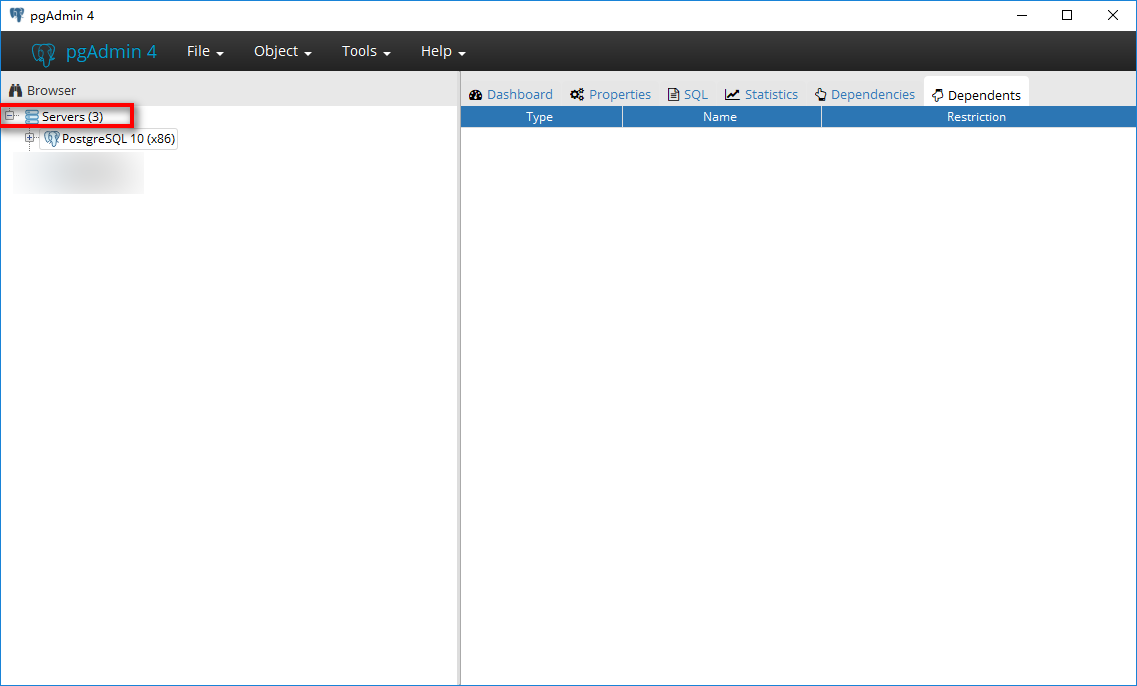 pgAdmin 4
pgAdmin 4 File Object Tools Help
Browser
Dashboard Properties SQL Statistics Dependencies Dependents
Servers (3)
Type Name Restriction
PostgreSQL 10 (x86)